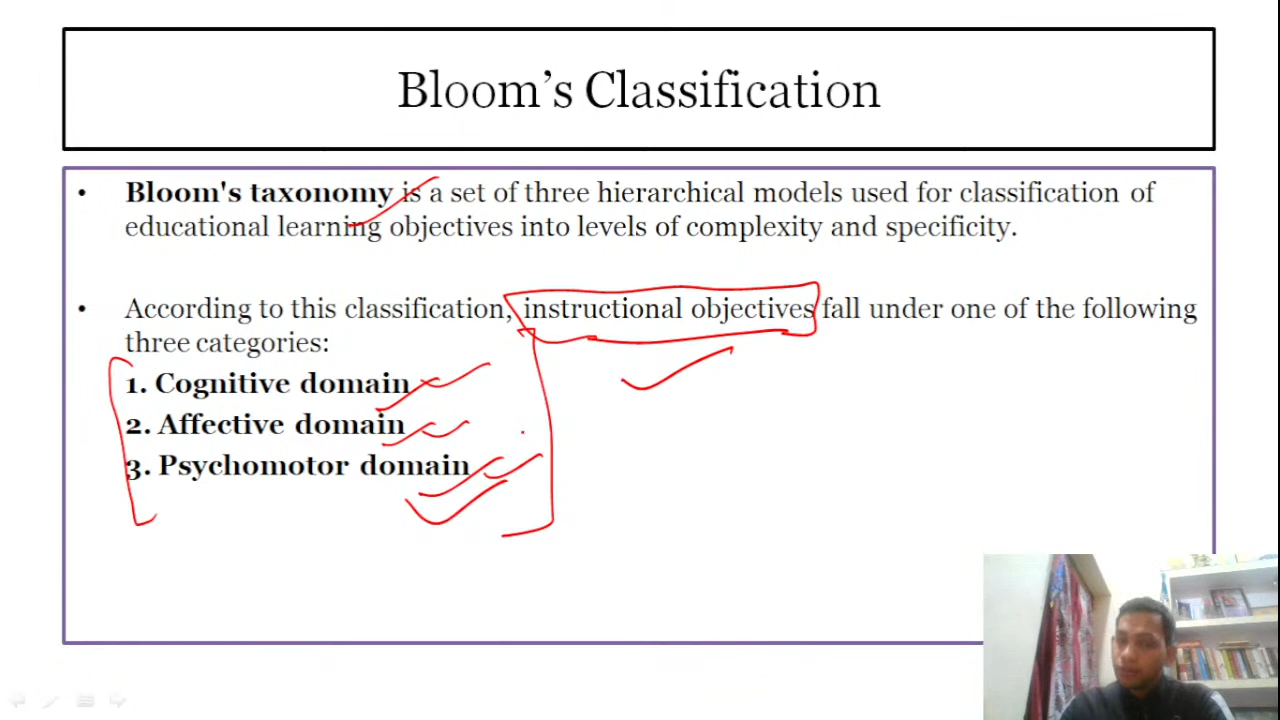 Bloom’s Classification
• Bloom's taxonomy is a set of three hierarchical models used for classification of
educational learning objectives into levels of complexity and specificity.
• According to this classification, instructional objectives fall under one of the following
three categories:
1. Cognitive domain
2. Affective domain
3. Psychomotor domain